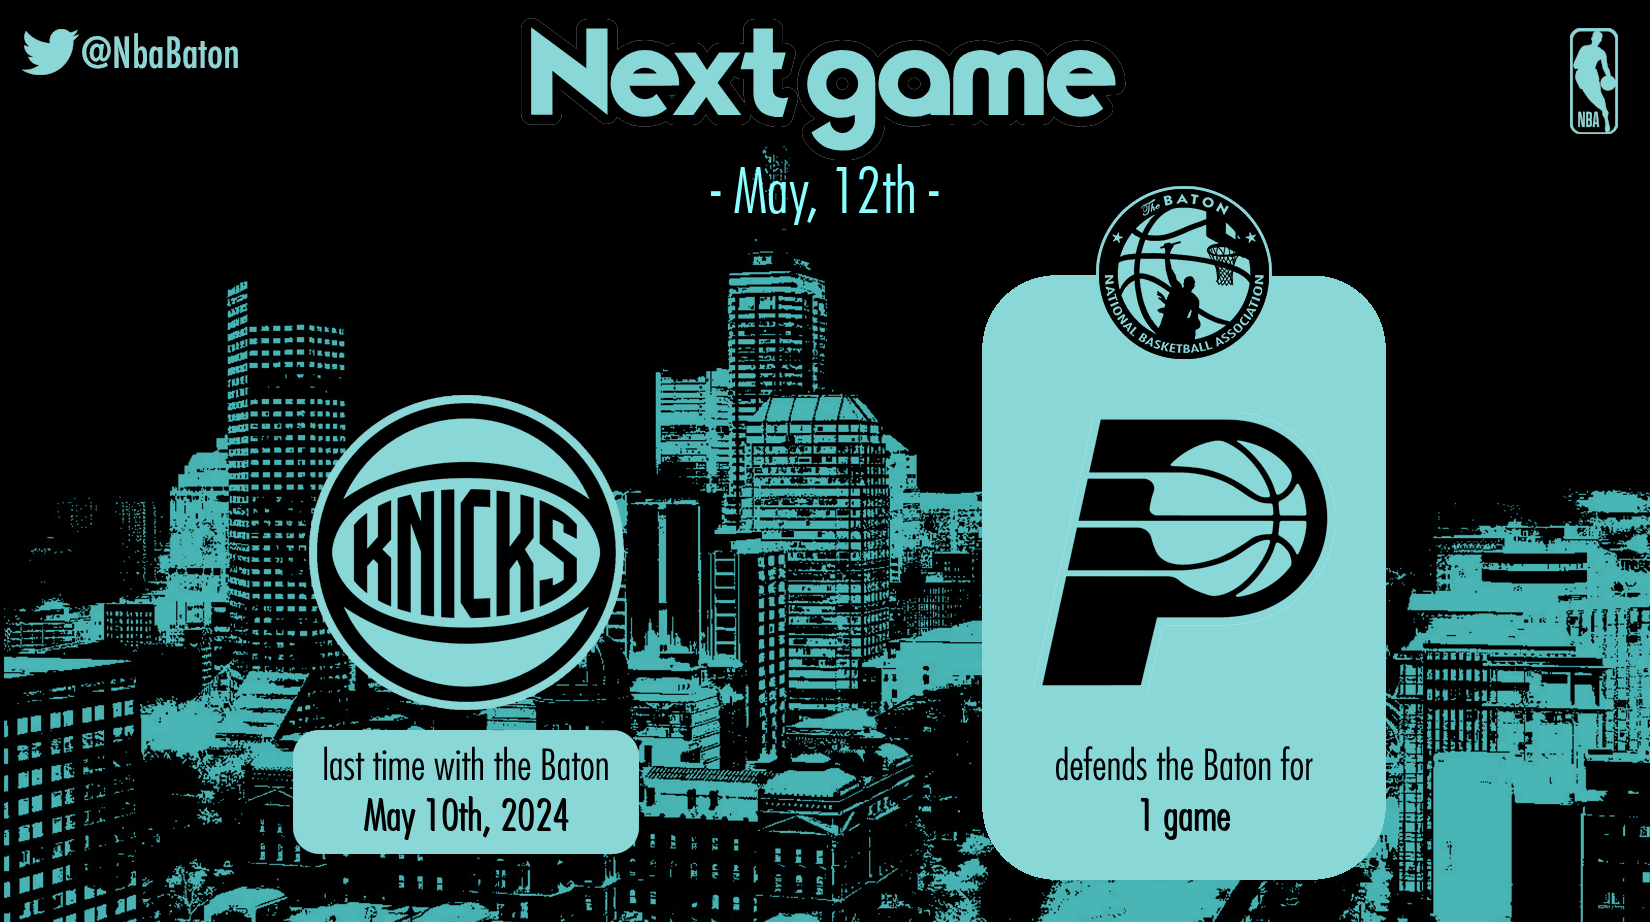 @NbaBaton
Next game
NBA
- May, 12th -
The BATON
NATIONAL BASKETBALL ASSOCIATION
KNICKS
last time with the Baton
May 10th, 2024
defends the Baton for
1 game